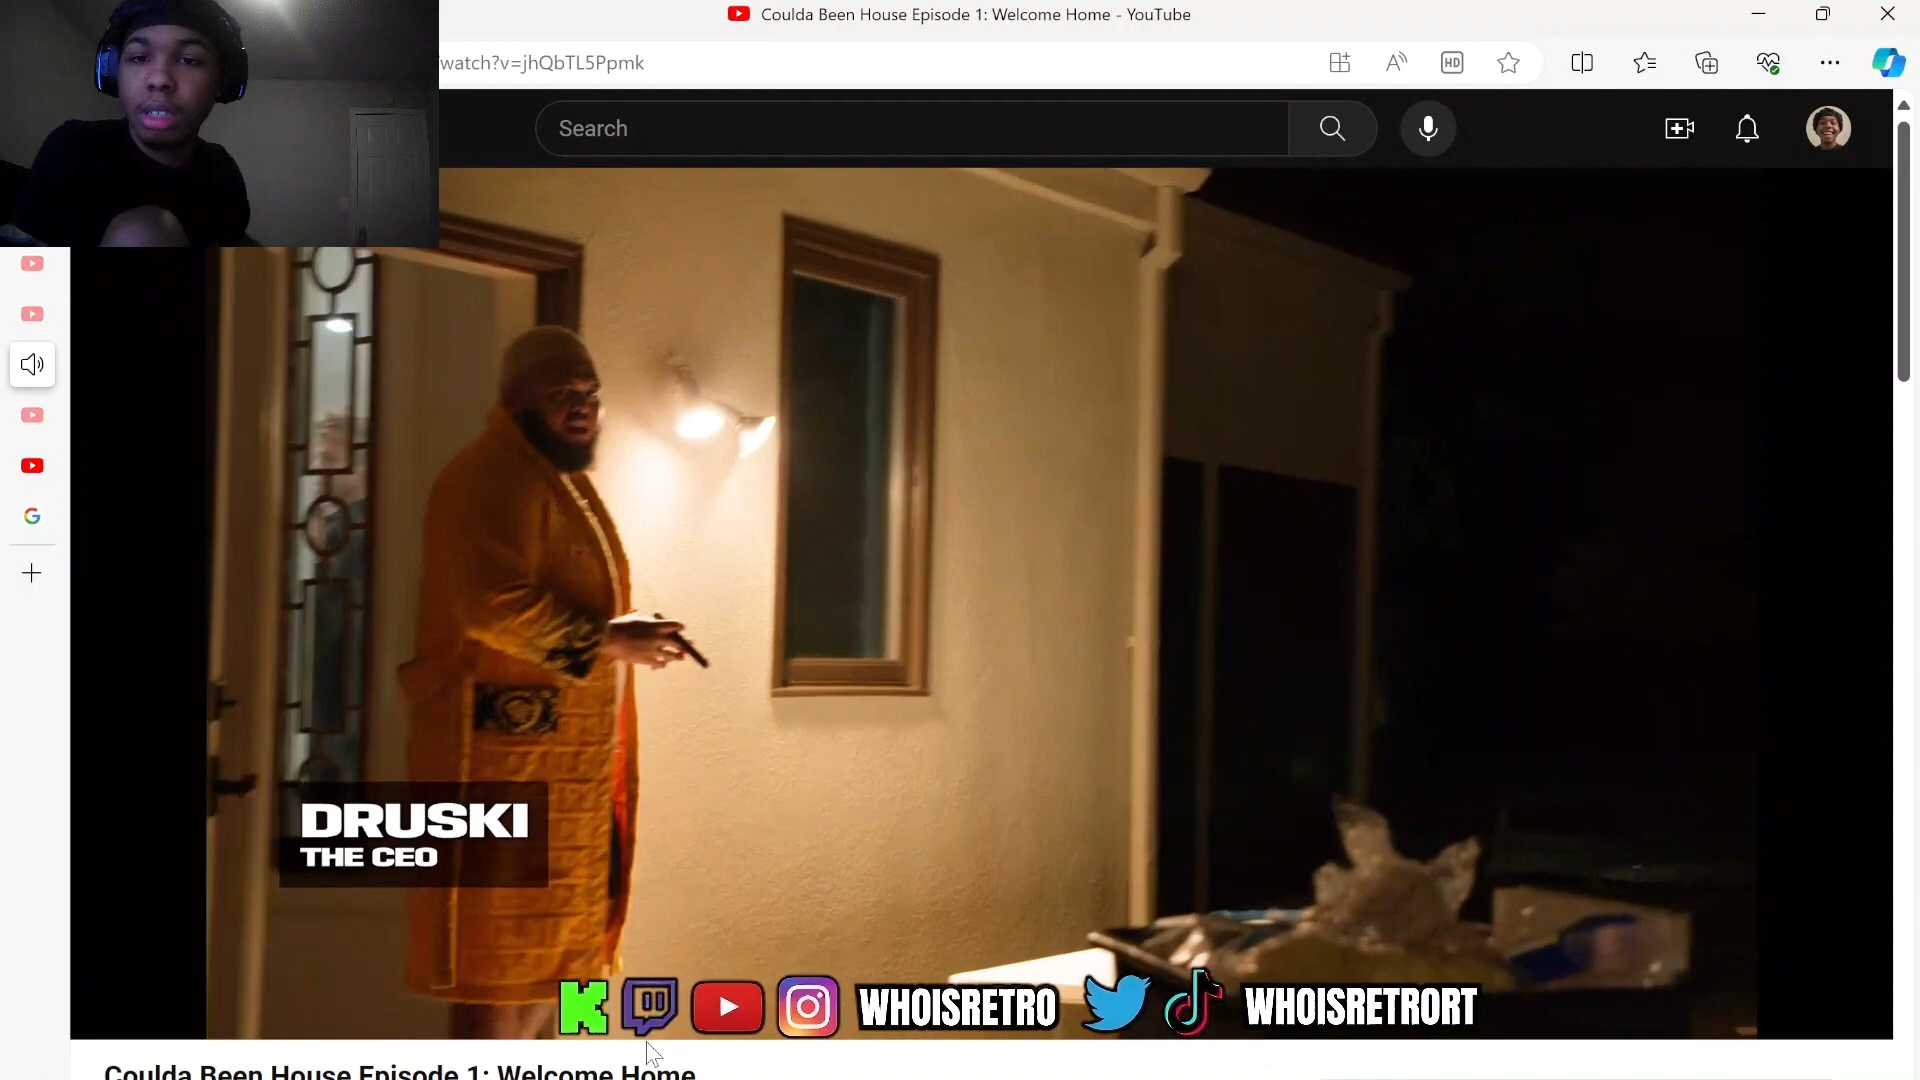 Coulda Been House Episode 1: Welcome Home - YouTube
watch?v=jhQbTL5Ppmk
HD
Search
DRUSKI
THE CEO
WHOISRETRO
WHOISRETRORT
Coulda Been House Episode 1: Welcome Home